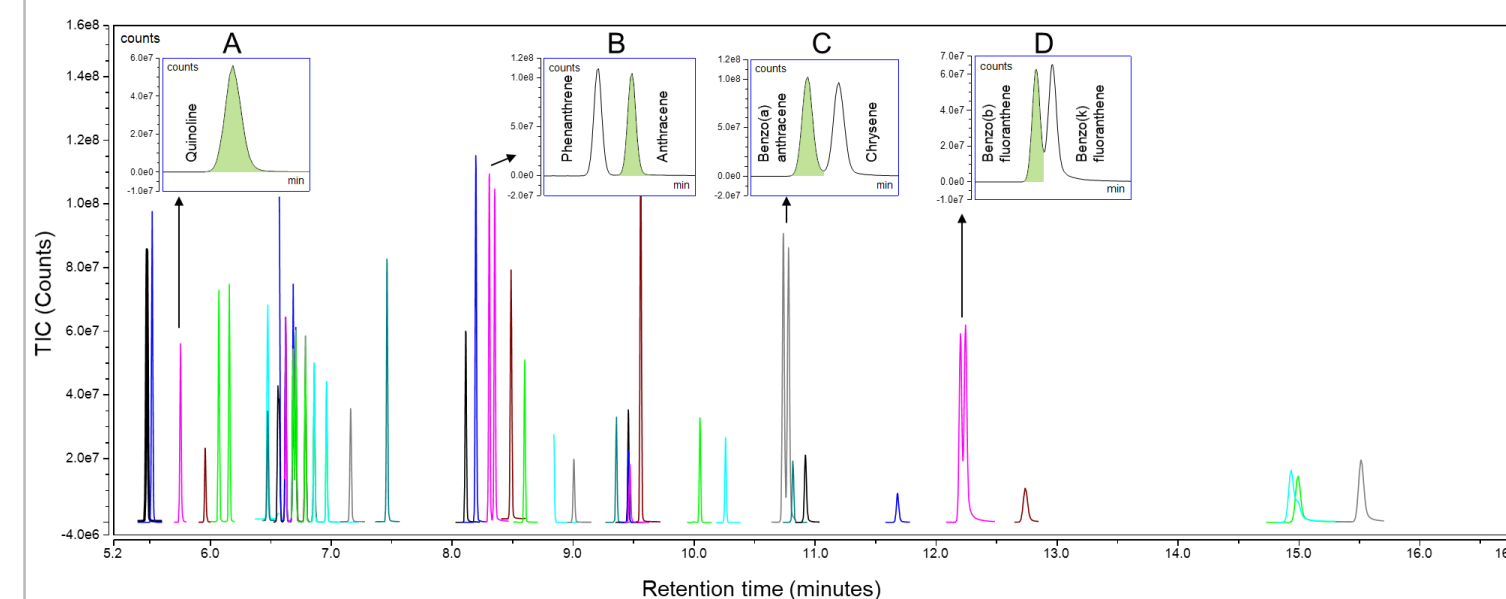 1.6e8
counts
1.4e8
1.2e8
1.0e8
8.0e7
6.0e7
4.0e7
2.0e7
-4.0e6
TIC (Counts)
A
6.0e7
counts
4.0e7
2.0e7
0.0e0
-1.0e7
Quinoline
min
B
1.2e8
counts
1.0e8
5.0e7
0.0e0
-2.0e7
Phenanthrene
Anthracene
min
C
1.2e8
counts
1.0e8
5.0e7
0.0e0
-2.0e7
Benzo(a)
anthracene
Chrysene
min
D
7.0e7
counts
6.0e7
4.0e7
2.0e7
0.0e0
-1.0e7
Benzo(b)
fluoranthene
Benzo(k)
fluoranthene
min
5.2 6.0 7.0 8.0 9.0 10.0 11.0 12.0 13.0 14.0 15.0 16.0
Retention time (minutes)